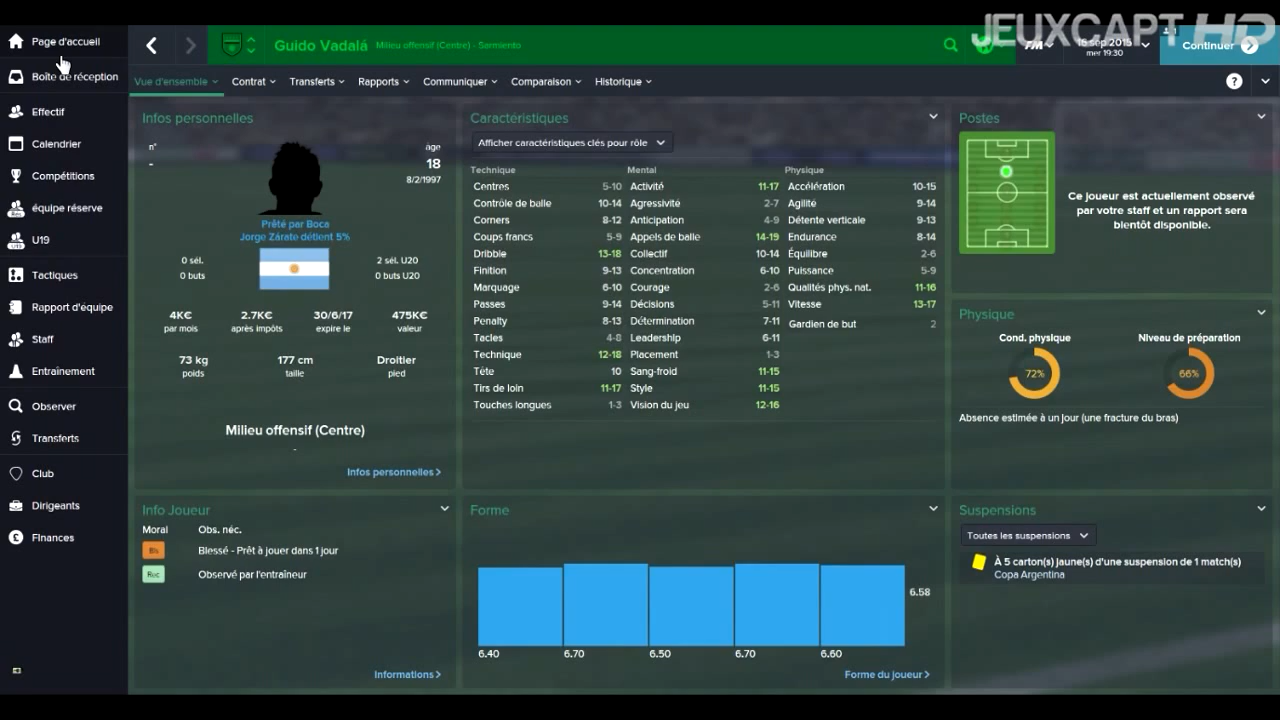 JEUXCAPT HD
Page d'accueil
Boîte de réception
Effectif
Calendrier
Compétitions
équipe réserve
U19
Tactiques
Rapport d'équipe
Staff
Entraînement
Observer
Transferts
Club
Dirigeants
Finances
Guido Vadalá Milieu offensif (Centre) - Sarmiento
FM
16 sep 2015
mer 19:30
Continuer
Vue d'ensemble Contrat Transferts Rapports Communiquer Comparaison Historique
Infos personnelles
n°
-
âge
18
8/2/1997
Prêté par Boca
Jorge Zárate détient 5%
0 sél.
0 buts
2 sél. U20
0 buts U20
4K€ 2.7K€ 30/6/17 475K€
par mois après impôts expire le valeur
73 kg 177 cm Droitier
poids taille pied
Milieu offensif (Centre)
-
Infos personnelles >
Caractéristiques
Afficher caractéristiques clés pour rôle
Technique Mental Physique
Centres 5-10 Activité 11-17 Accélération 10-15
Contrôle de balle 10-14 Agressivité 2-7 Agilité 9-14
Corners 8-12 Anticipation 4-9 Détente verticale 9-13
Coups francs 5-9 Appels de balle 14-19 Endurance 8-14
Dribble 13-18 Collectif 10-14 Équilibre 2-6
Finition 9-13 Concentration 6-10 Puissance 5-9
Marquage 6-10 Courage 2-6 Qualités phys. nat. 11-16
Passes 9-14 Décisions 5-11 Vitesse 13-17
Penalty 8-13 Détermination 7-11 Gardien de but 2
Tacles 4-8 Leadership 6-11
Technique 12-18 Placement 1-3
Tête 10 Sang-froid 11-15
Tirs de loin 11-17 Style 11-15
Touches longues 1-3 Vision du jeu 12-16
Postes
Ce joueur est actuellement observé
par votre staff et un rapport sera
bientôt disponible.
Physique
Cond. physique Niveau de préparation
72% 66%
Absence estimée à un jour (une fracture du bras)
Info Joueur
Moral Obs. néc.
Bls Blessé - Prêt à jouer dans 1 jour
Rec Observé par l'entraîneur
Informations >
Forme
6.58
6.40 6.70 6.50 6.70 6.60
Forme du joueur >
Suspensions
Toutes les suspensions
À 5 carton(s) jaune(s) d'une suspension de 1 match(s)
Copa Argentina